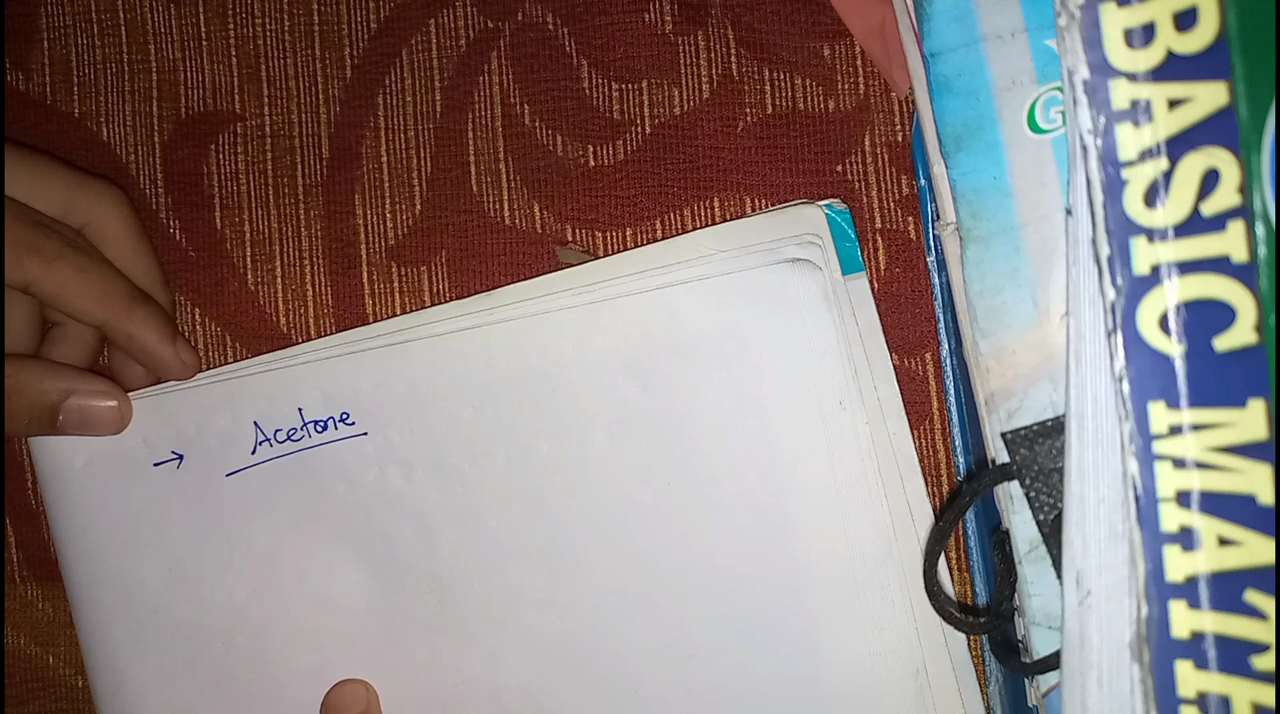 → Acetone
G
BASIC MATH